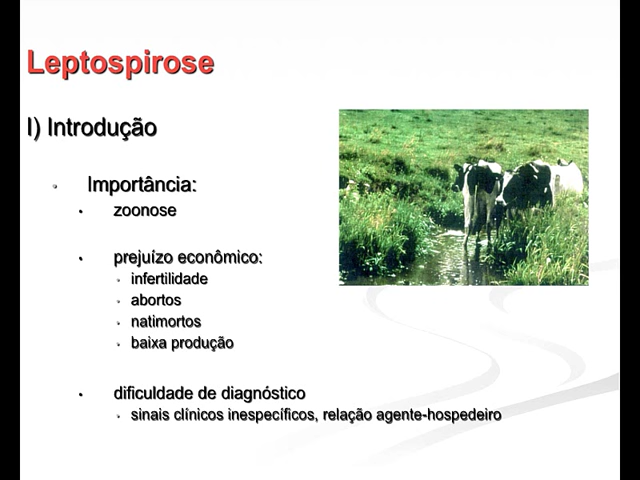 Leptospirose
I) Introdução
• Importância:
• zoonose
• prejuízo econômico:
• infertilidade
• abortos
• natimortos
• baixa produção
• dificuldade de diagnóstico
• sinais clínicos inespecíficos, relação agente-hospedeiro